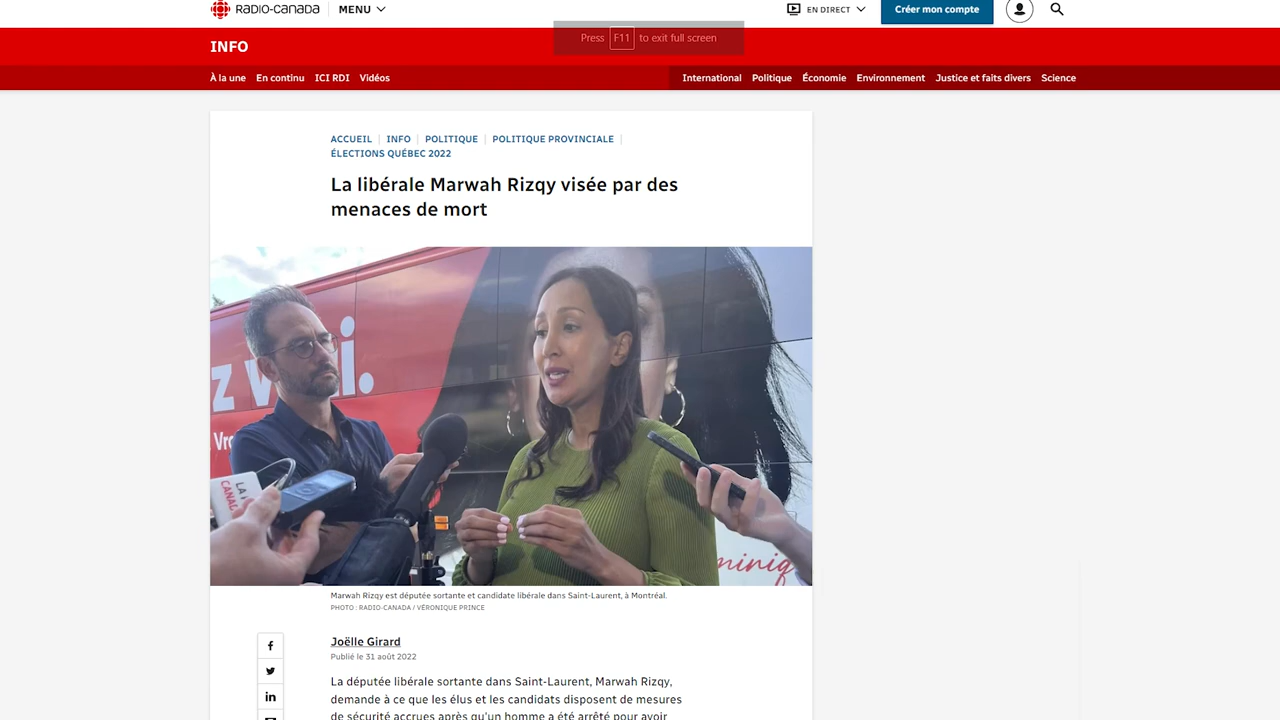 RADIO-CANADA MENU EN DIRECT Créer mon compte
Press F11 to exit full screen
INFO
À la une En continu ICI RDI Vidéos International Politique Économie Environnement Justice et faits divers Science
ACCUEIL INFO POLITIQUE POLITIQUE PROVINCIALE
ÉLECTIONS QUÉBEC 2022
La libérale Marwah Rizqy visée par des
menaces de mort
z v i.
Vr
LA
CANA
miniq
Marwah Rizqy est députée sortante et candidate libérale dans Saint-Laurent, à Montréal.
PHOTO : RADIO-CANADA / VÉRONIQUE PRINCE
Joëlle Girard
Publié le 31 août 2022
La députée libérale sortante dans Saint-Laurent, Marwah Rizqy,
demande à ce que les élus et les candidats disposent de mesures
de sécurité accrues après qu'un homme a été arrêté pour avoir